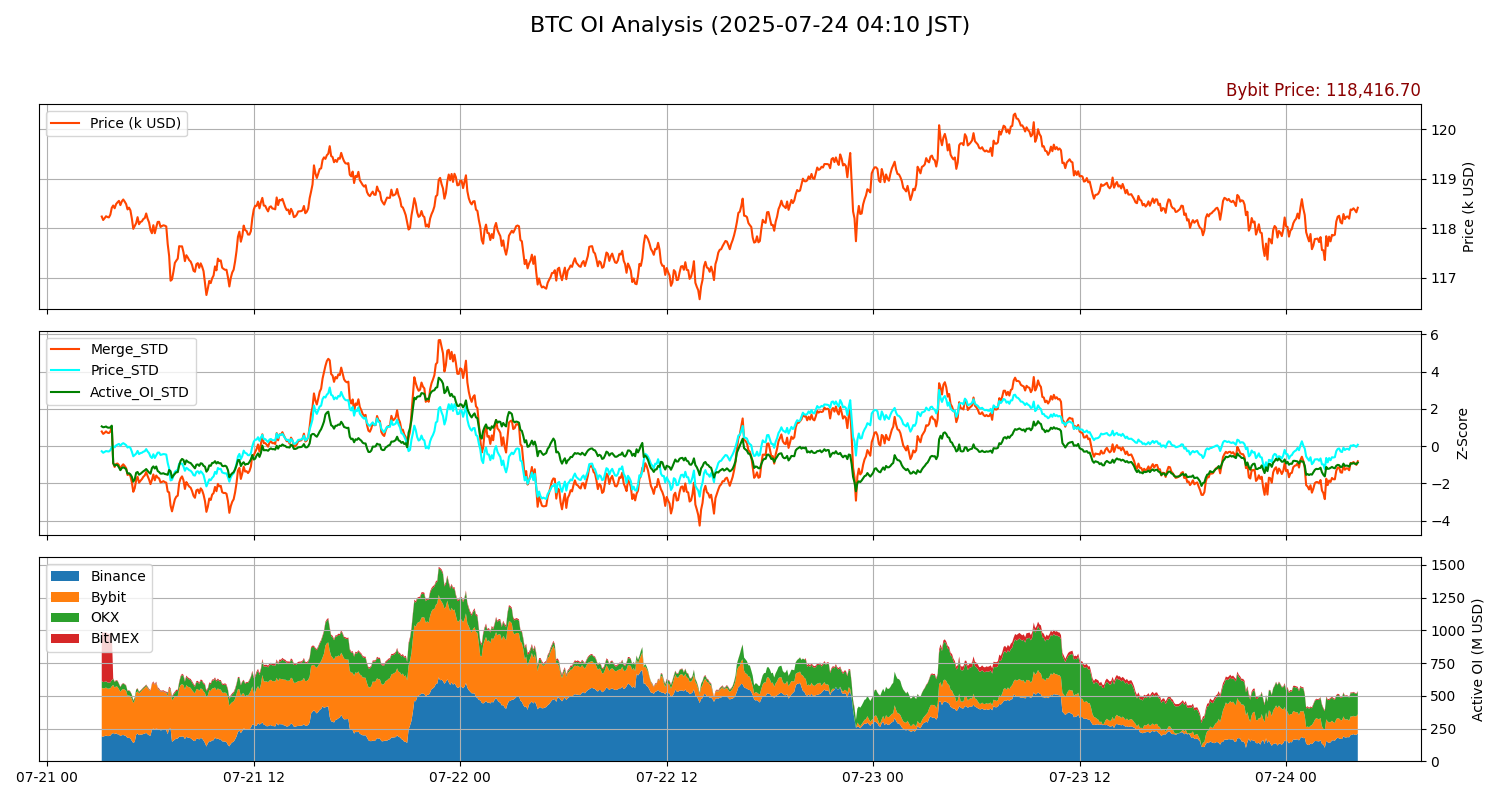 BTC OI Analysis (2025-07-24 04:10 JST)
Bybit Price: 118,416.70
Price (k USD)
120
119
118
117
Price (k USD)
Merge_STD
Price_STD
Active_OI_STD
6
4
2
0
−2
−4
Z-Score
Binance
Bybit
OKX
BitMEX
1500
1250
1000
750
500
250
0
Active OI (M USD)
07-21 00
07-21 12
07-22 00
07-22 12
07-23 00
07-23 12
07-24 00